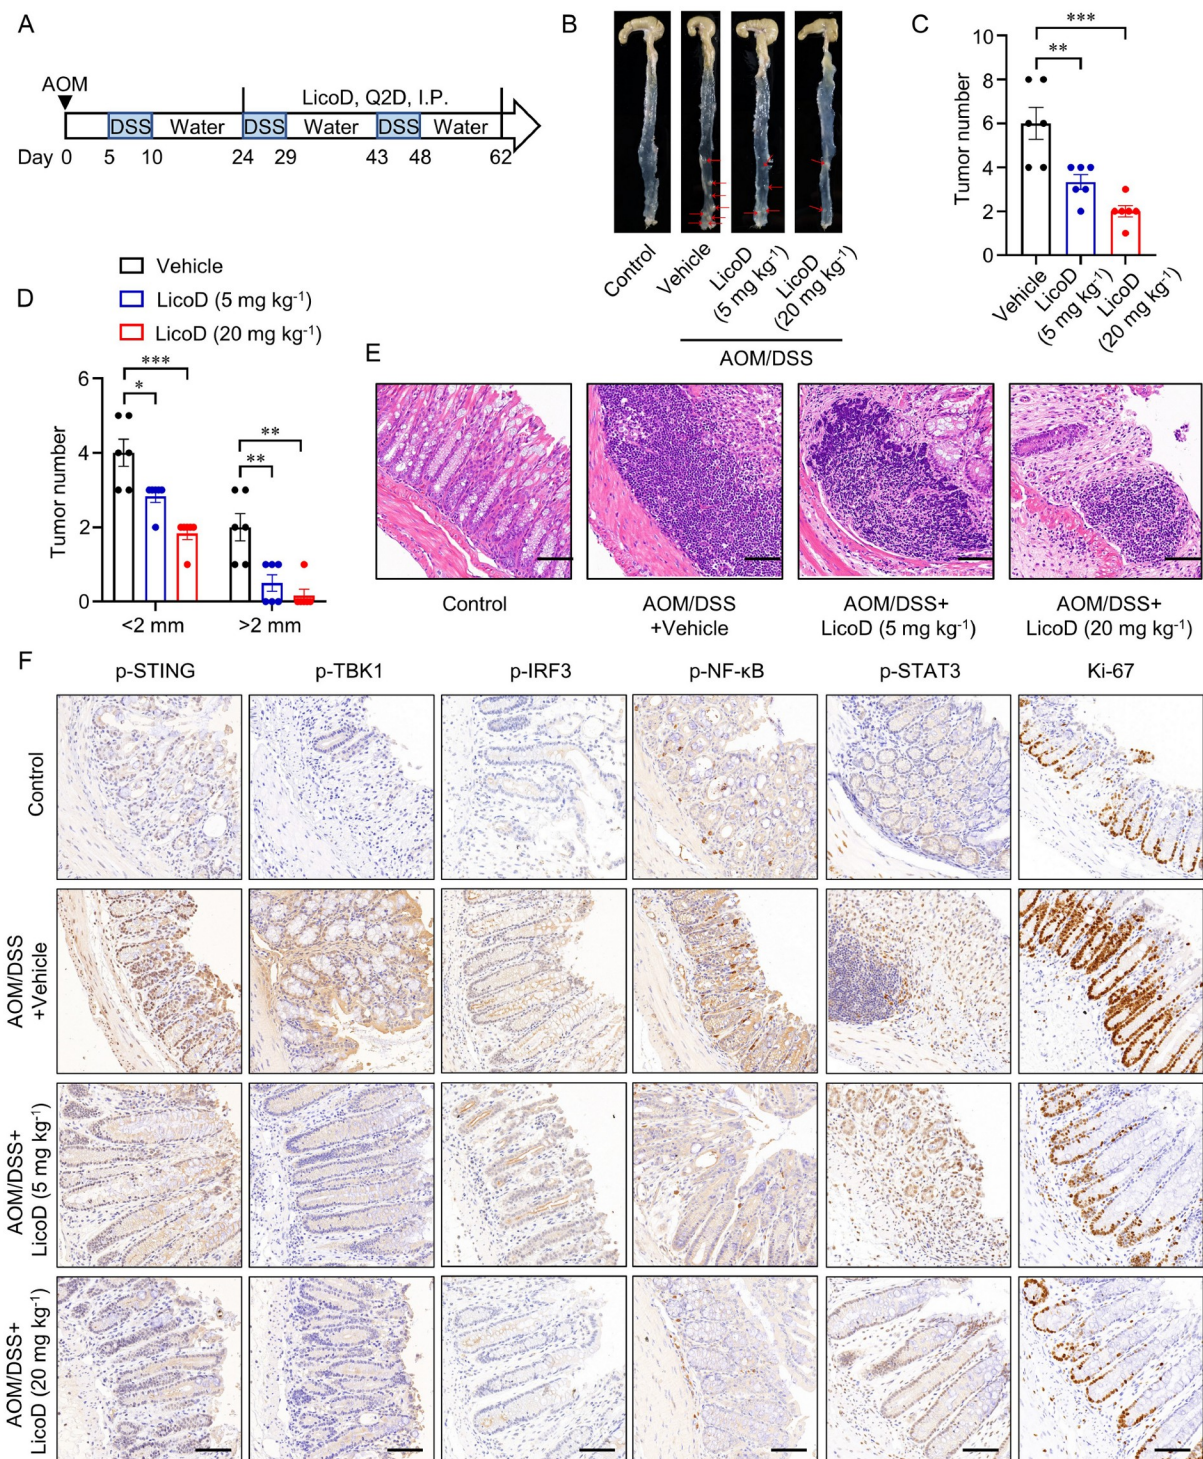 A
AOM
LicoD, Q2D, I.P.
DSS Water DSS Water DSS Water
Day 0 5 10 24 29 43 48 62
B
Control
Vehicle
LicoD
(5 mg kg⁻¹)
LicoD
(20 mg kg⁻¹)
AOM/DSS
C
Tumor number
10
8
6
4
2
0
**
***
Vehicle
LicoD
(5 mg kg⁻¹)
LicoD
(20 mg kg⁻¹)
D
Vehicle
LicoD (5 mg kg⁻¹)
LicoD (20 mg kg⁻¹)
Tumor number
6
4
2
0
***
*
**
**
<2 mm
>2 mm
E
Control
AOM/DSS
+Vehicle
AOM/DSS+
LicoD (5 mg kg⁻¹)
AOM/DSS+
LicoD (20 mg kg⁻¹)
F
p-STING p-TBK1 p-IRF3 p-NF-κB p-STAT3 Ki-67
Control
AOM/DSS
+Vehicle
AOM/DSS+
LicoD (5 mg kg⁻¹)
AOM/DSS+
LicoD (20 mg kg⁻¹)